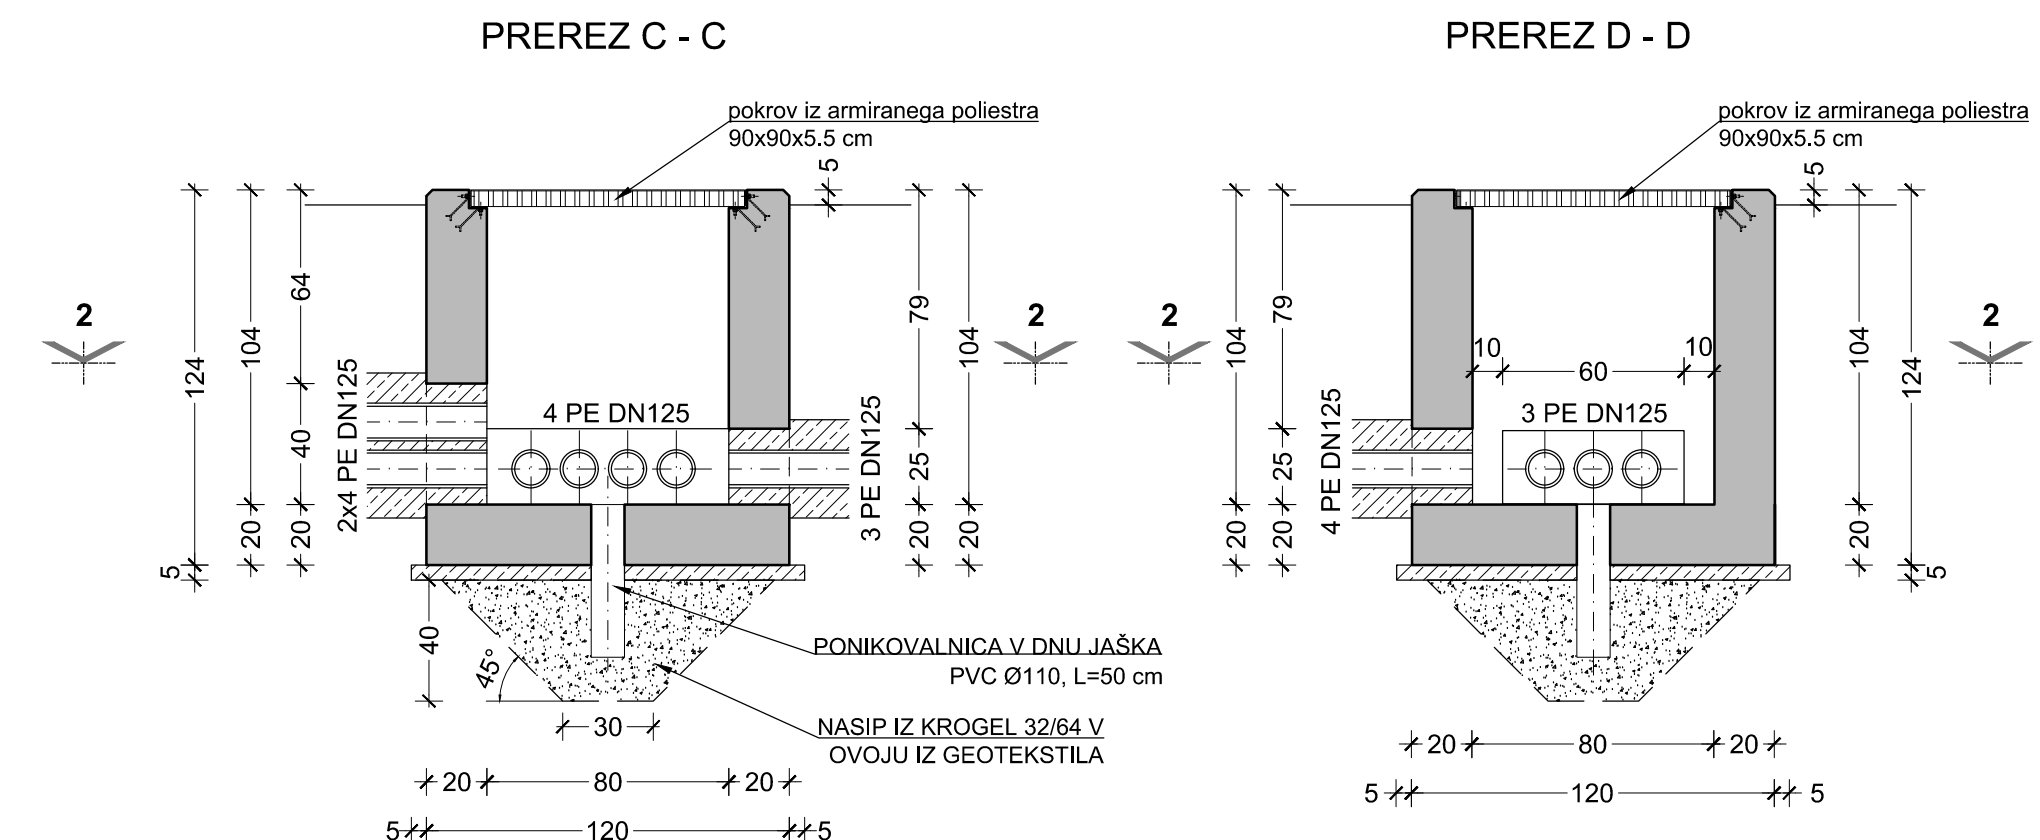 PREREZ C - C
pokrov iz armiranega poliestra
90x90x5.5 cm
5
2
124
5
104
20
64
40
20
2x4 PE DN125
4 PE DN125
3 PE DN125
79
25
20
104
20
2
40
45°
30
PONIKOVALNICA V DNU JAŠKA
PVC Ø110, L=50 cm
NASIP IZ KROGEL 32/64 V
OVOJU IZ GEOTEKSTILA
20 80 20
5 120 5
PREREZ D - D
pokrov iz armiranega poliestra
90x90x5.5 cm
5
2
104
20
79
25
20
4 PE DN125
10 60 10
3 PE DN125
104
20
124
5
2
20 80 20
5 120 5